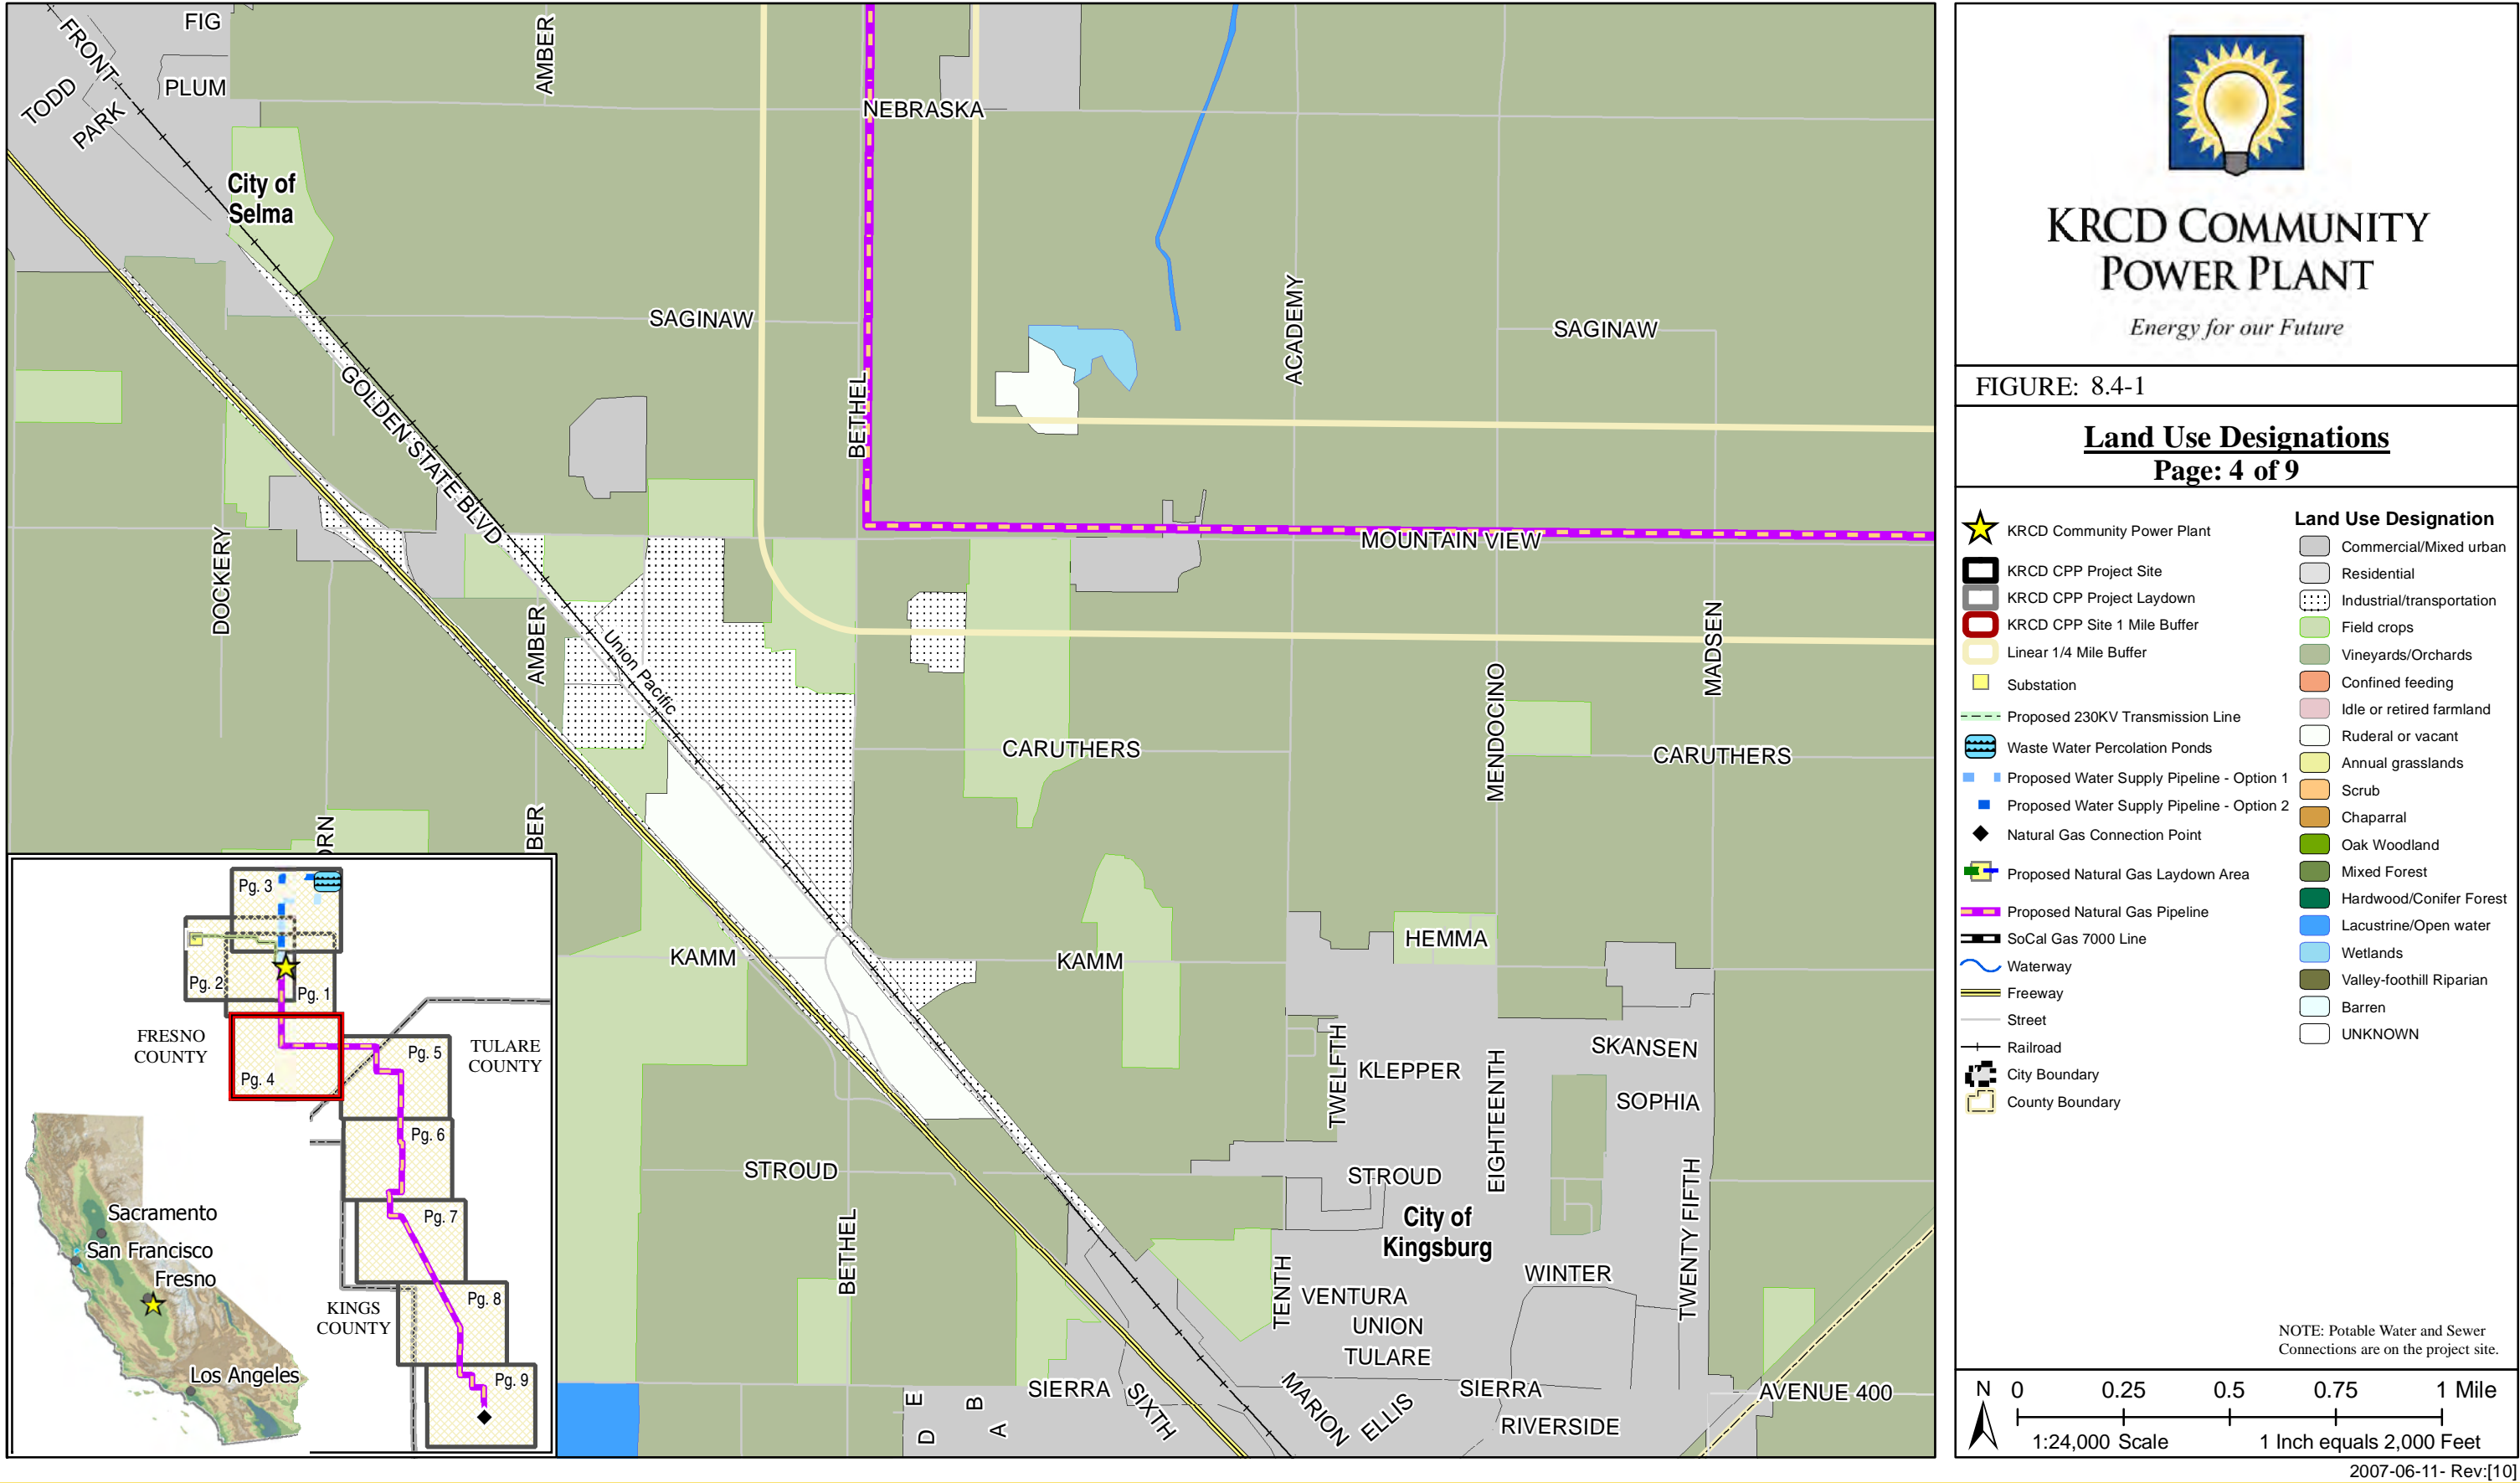 FIG
FRONT
TODD
PARK
PLUM
AMBER
NEBRASKA
City of
Selma
SAGINAW
SAGINAW
ACADEMY
BETHEL
GOLDEN STATE BLVD
DOCKERY
MOUNTAIN VIEW
AMBER
Union Pacific
MADSEN
MENDOCINO
CARUTHERS
CARUTHERS
ORN
BER
KAMM
KAMM
HEMMA
TWELFTH
KLEPPER
EIGHTEENTH
SKANSEN
SOPHIA
STROUD
STROUD
BETHEL
City of
Kingsburg
TENTH
TWENTY FIFTH
WINTER
VENTURA
UNION
TULARE
SIERRA
SIXTH
MARION
ELLIS
SIERRA
RIVERSIDE
AVENUE 400
E
D
B
A
Pg. 3
Pg. 2
Pg. 1
FRESNO
COUNTY
TULARE
COUNTY
Pg. 5
Pg. 4
Pg. 6
Pg. 7
Pg. 8
Pg. 9
KINGS
COUNTY
Sacramento
San Francisco
Fresno
Los Angeles
KRCD COMMUNITY
POWER PLANT
Energy for our Future
FIGURE: 8.4-1
Land Use Designations
Page: 4 of 9
KRCD Community Power Plant
KRCD CPP Project Site
KRCD CPP Project Laydown
KRCD CPP Site 1 Mile Buffer
Linear 1/4 Mile Buffer
Substation
Proposed 230KV Transmission Line
Waste Water Percolation Ponds
Proposed Water Supply Pipeline - Option 1
Proposed Water Supply Pipeline - Option 2
Natural Gas Connection Point
Proposed Natural Gas Laydown Area
Proposed Natural Gas Pipeline
SoCal Gas 7000 Line
Waterway
Freeway
Street
Railroad
City Boundary
County Boundary
Land Use Designation
Commercial/Mixed urban
Residential
Industrial/transportation
Field crops
Vineyards/Orchards
Confined feeding
Idle or retired farmland
Ruderal or vacant
Annual grasslands
Scrub
Chaparral
Oak Woodland
Mixed Forest
Hardwood/Conifer Forest
Lacustrine/Open water
Wetlands
Valley-foothill Riparian
Barren
UNKNOWN
NOTE: Potable Water and Sewer
Connections are on the project site.
N 0 0.25 0.5 0.75 1 Mile
1:24,000 Scale 1 Inch equals 2,000 Feet
2007-06-11- Rev:[10]